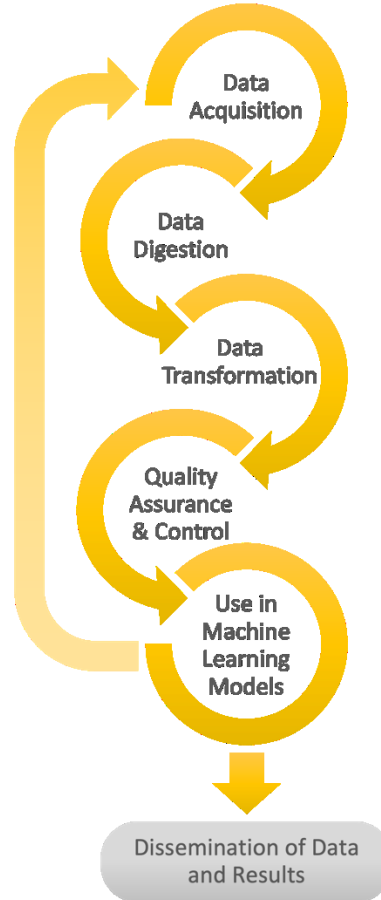 Data
Acquisition
Data
Digestion
Data
Transformation
Quality
Assurance
& Control
Use in
Machine
Learning
Models
Dissemination of Data
and Results